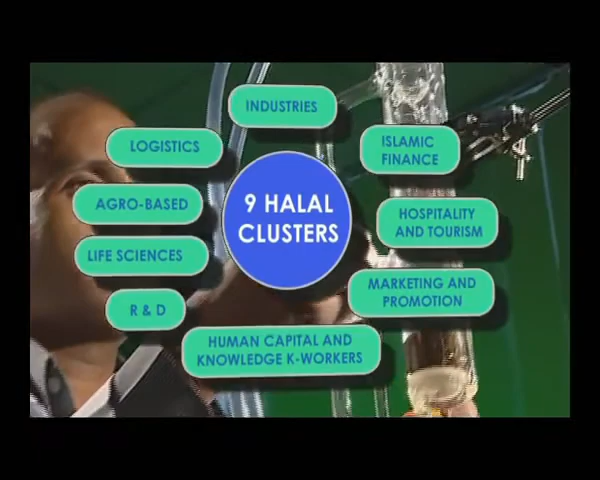 INDUSTRIES
LOGISTICS
ISLAMIC
FINANCE
AGRO-BASED
9 HALAL
CLUSTERS
HOSPITALITY
AND TOURISM
LIFE SCIENCES
MARKETING AND
PROMOTION
R & D
HUMAN CAPITAL AND
KNOWLEDGE K-WORKERS